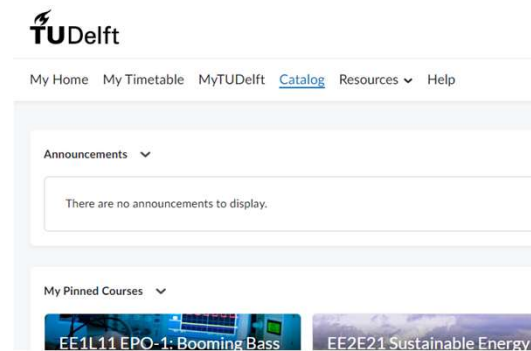 TUDelft
My Home My Timetable MyTUDelft Catalog Resources Help
Announcements
There are no announcements to display.
My Pinned Courses
EE1L11 EPO-1: Booming Bass EE2E21 Sustainable Energy